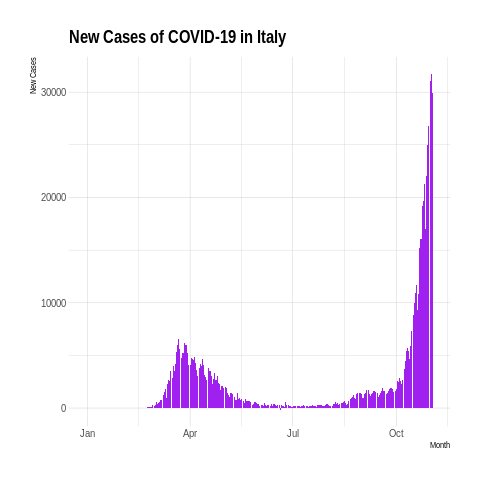 New Cases of COVID-19 in Italy
New Cases
30000
20000
10000
0
Jan Apr Jul Oct
Month